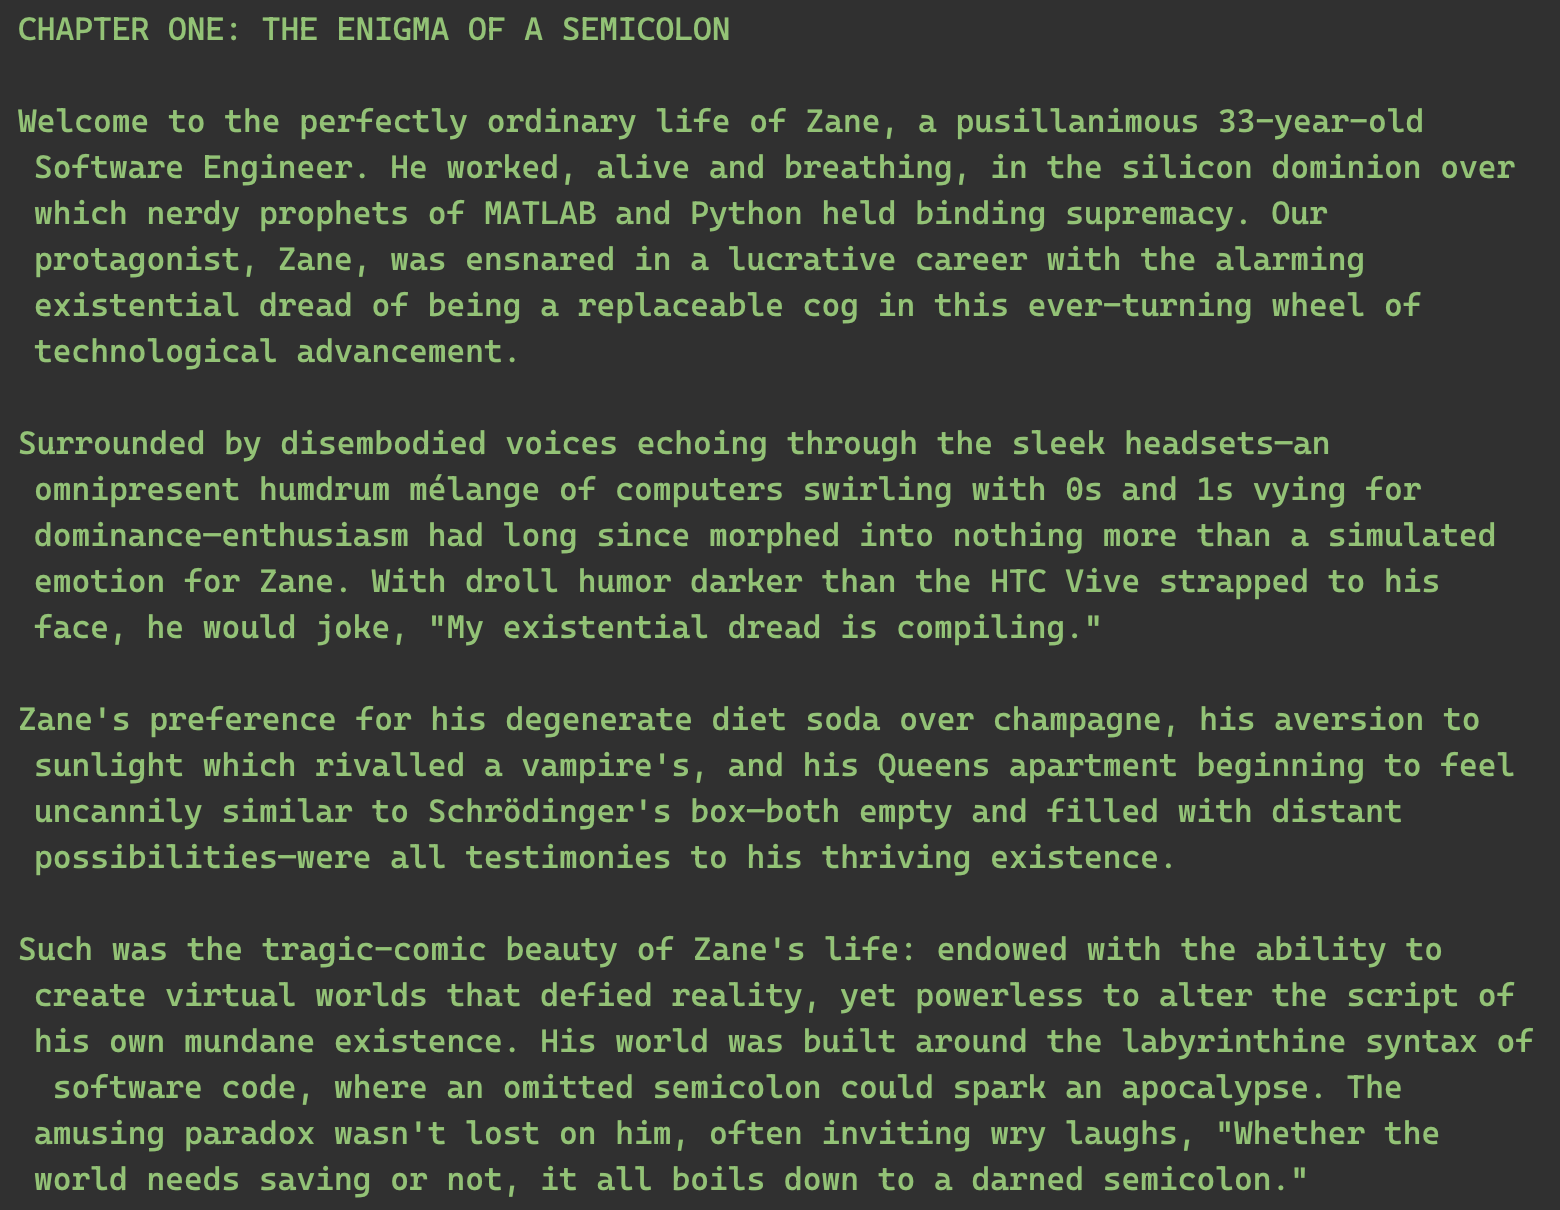 CHAPTER ONE: THE ENIGMA OF A SEMICOLON
Welcome to the perfectly ordinary life of Zane, a pusillanimous 33-year-old
Software Engineer. He worked, alive and breathing, in the silicon dominion over
which nerdy prophets of MATLAB and Python held binding supremacy. Our
protagonist, Zane, was ensnared in a lucrative career with the alarming
existential dread of being a replaceable cog in this ever-turning wheel of
technological advancement.
Surrounded by disembodied voices echoing through the sleek headsets—an
omnipresent humdrum mélange of computers swirling with 0s and 1s vying for
dominance—enthusiasm had long since morphed into nothing more than a simulated
emotion for Zane. With droll humor darker than the HTC Vive strapped to his
face, he would joke, "My existential dread is compiling."
Zane's preference for his degenerate diet soda over champagne, his aversion to
sunlight which rivalled a vampire's, and his Queens apartment beginning to feel
uncannily similar to Schrödinger's box—both empty and filled with distant
possibilities—were all testimonies to his thriving existence.
Such was the tragic-comic beauty of Zane's life: endowed with the ability to
create virtual worlds that defied reality, yet powerless to alter the script of
his own mundane existence. His world was built around the labyrinthine syntax of
software code, where an omitted semicolon could spark an apocalypse. The
amusing paradox wasn't lost on him, often inviting wry laughs, "Whether the
world needs saving or not, it all boils down to a darned semicolon."